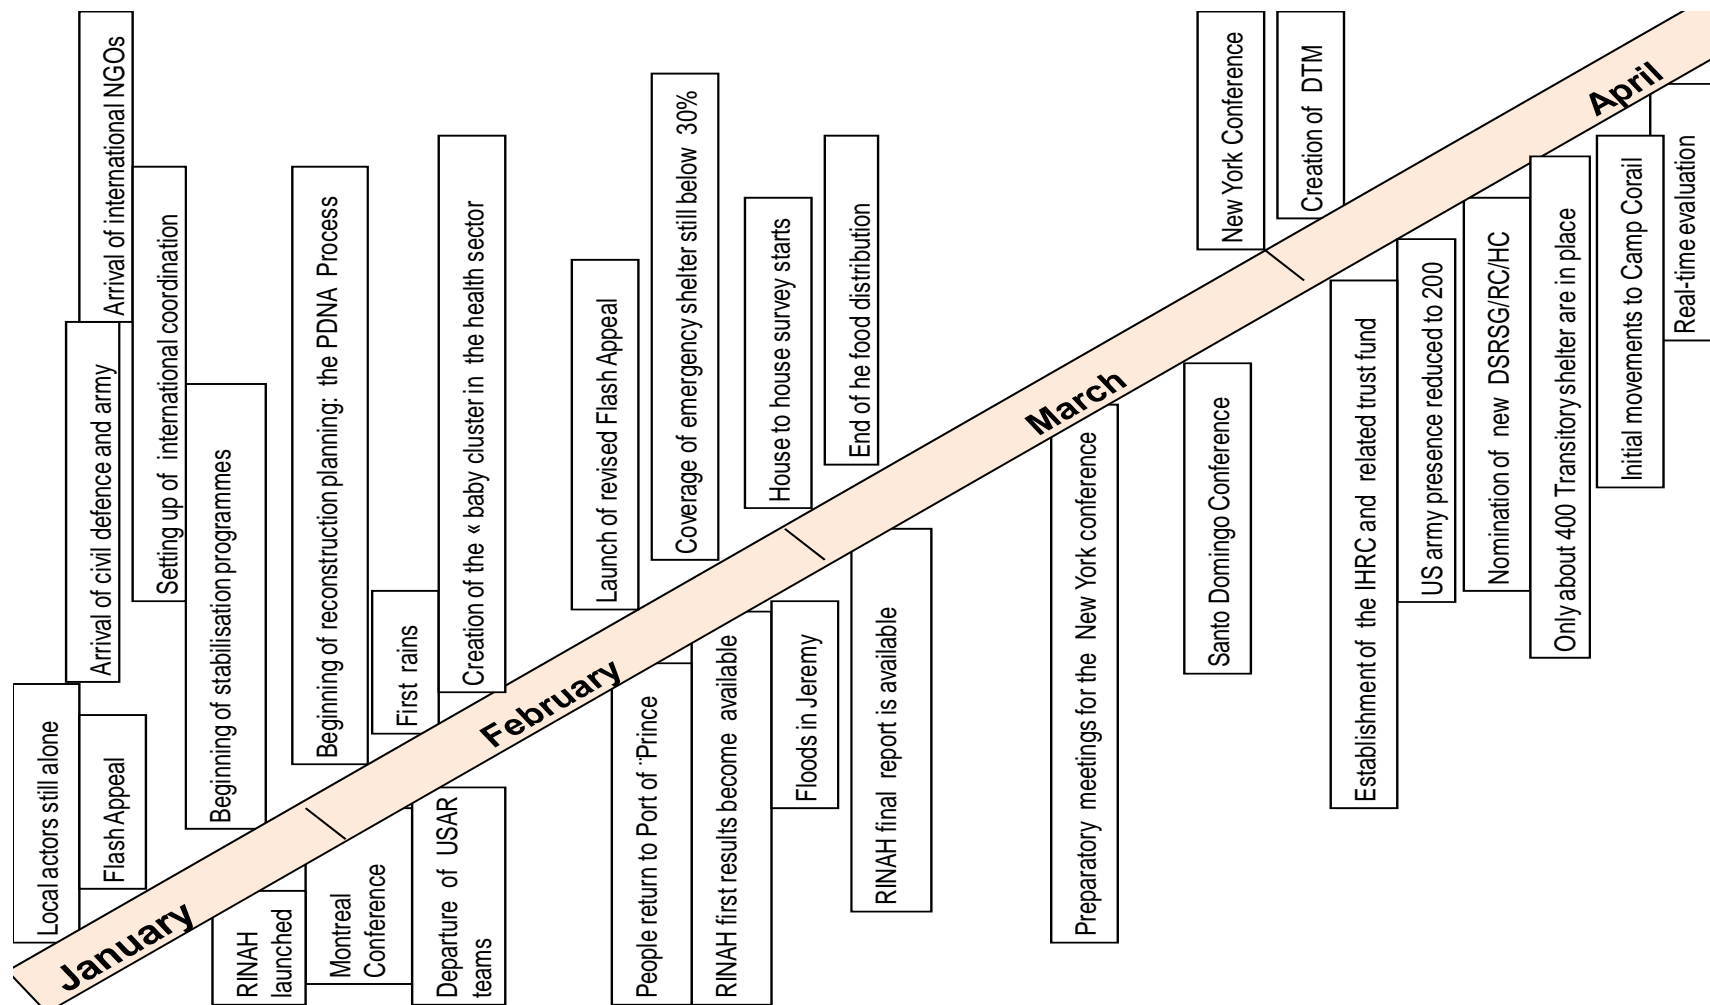 Local actors still alone
Arrival of civil defence and army
Arrival of international NGOs
Flash Appeal
Setting up of international coordination
Beginning of stabilisation programmes
Beginning of reconstruction planning: the PDNA Process
First rains
Creation of the « baby cluster in the health sector
Launch of revised Flash Appeal
Coverage of emergency shelter still below 30%
House to house survey starts
End of he food distribution
New York Conference
Creation of DTM
January
February
March
April
RINAH
launched
Montreal
Conference
Departure of USAR
teams
People return to Port of ¨Prince
RINAH first results become available
Floods in Jeremy
RINAH final report is available
Preparatory meetings for the New York conference
Santo Domingo Conference
Establishment of the IHRC and related trust fund
US army presence reduced to 200
Nomination of new DSRSG/RC/HC
Only about 400 Transitory shelter are in place
Initial movements to Camp Corail
Real-time evaluation